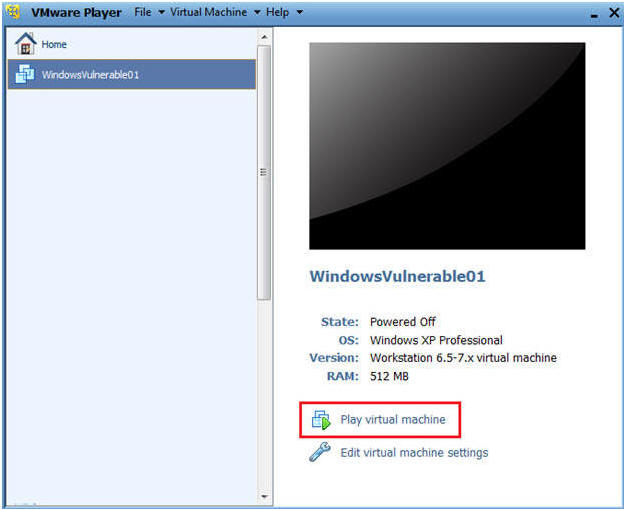 VMware Player File Virtual Machine Help
Home
WindowsVulnerable01
WindowsVulnerable01
State: Powered Off
OS: Windows XP Professional
Version: Workstation 6.5-7.x virtual machine
RAM: 512 MB
Play virtual machine
Edit virtual machine settings